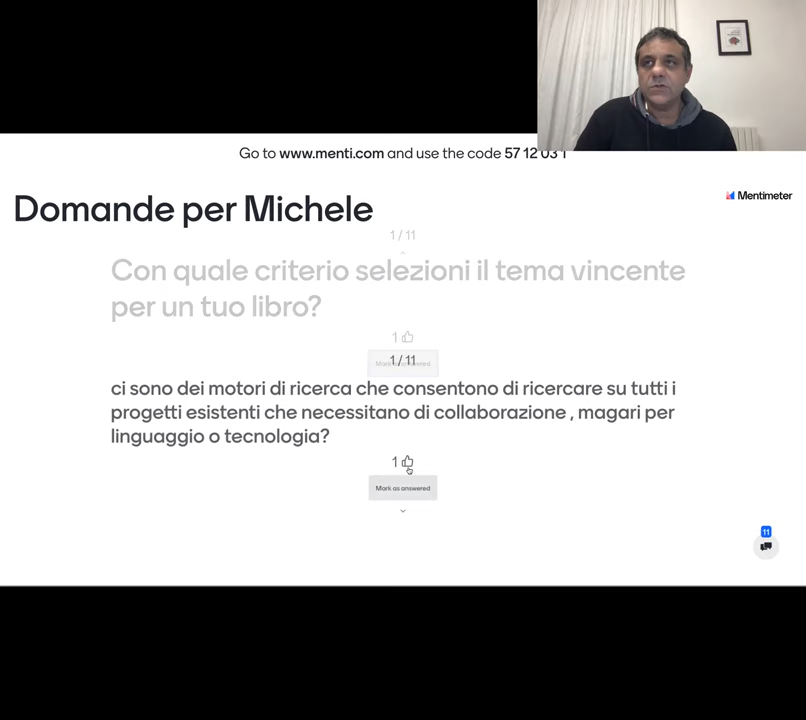 Go to www.menti.com and use the code 57 12 03 1
Domande per Michele
Mentimeter
1 / 11
Con quale criterio selezioni il tema vincente
per un tuo libro?
1
1 / 11
Mark as answered
ci sono dei motori di ricerca che consentono di ricercare su tutti i
progetti esistenti che necessitano di collaborazione , magari per
linguaggio o tecnologia?
1
Mark as answered
11